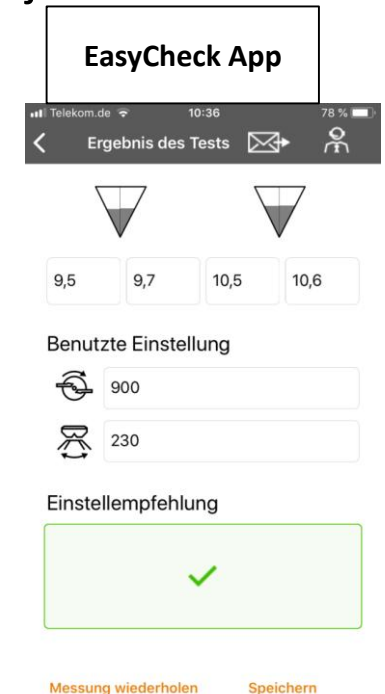 EasyCheck App
Telekom.de 10:36 78 %
Ergebnis des Tests
9,5 9,7 10,5 10,6
Benutzte Einstellung
900
230
Einstellempfehlung
Messung wiederholen Speichern